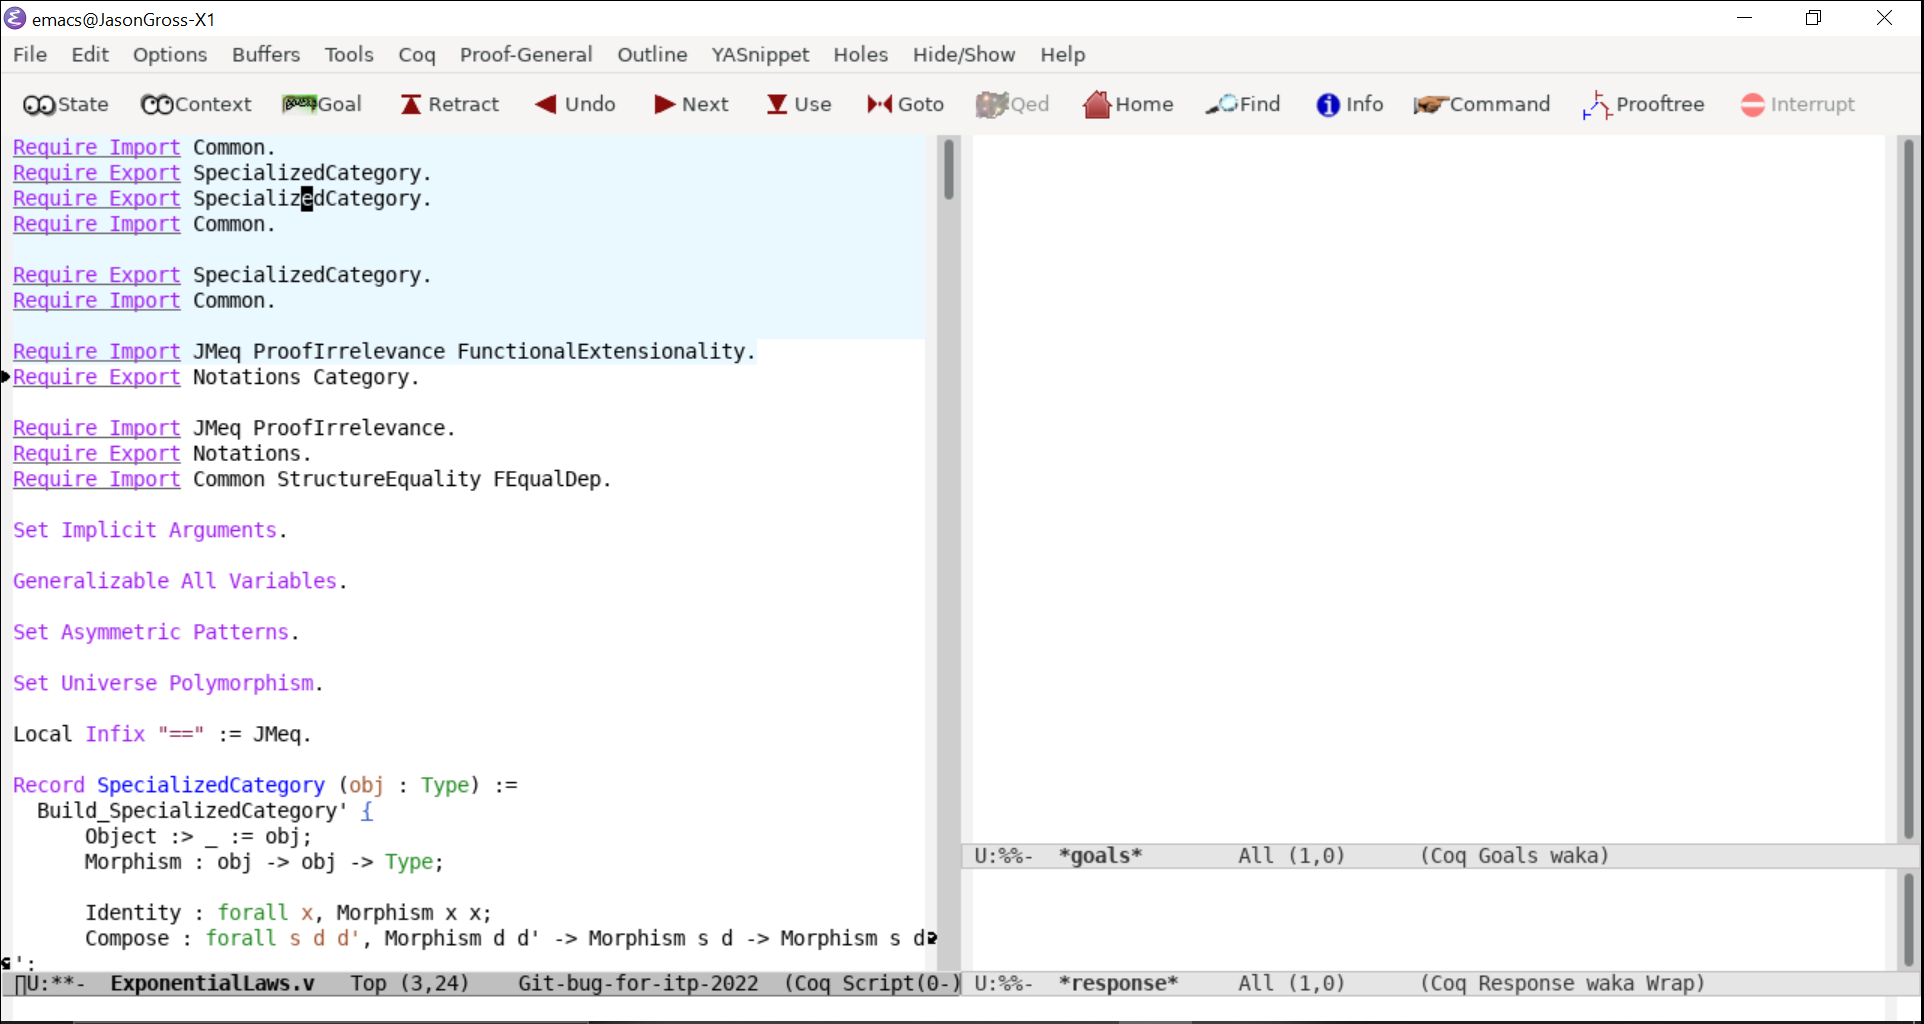 emacs@JasonGross-X1
File Edit Options Buffers Tools Coq Proof-General Outline YASnippet Holes Hide/Show Help
State Context Goal Retract Undo Next Use Goto Qed Home Find Info Command Prooftree Interrupt
Require Import Common.
Require Export SpecializedCategory.
Require Export SpecializedCategory.
Require Import Common.
Require Export SpecializedCategory.
Require Import Common.
Require Import JMeq ProofIrrelevance FunctionalExtensionality.
Require Export Notations Category.
Require Import JMeq ProofIrrelevance.
Require Export Notations.
Require Import Common StructureEquality FEqualDep.
Set Implicit Arguments.
Generalizable All Variables.
Set Asymmetric Patterns.
Set Universe Polymorphism.
Local Infix "==" := JMeq.
Record SpecializedCategory (obj : Type) :=
Build_SpecializedCategory' {
Object :> _ := obj;
Morphism : obj -> obj -> Type;
Identity : forall x, Morphism x x;
Compose : forall s d d', Morphism d d' -> Morphism s d -> Morphism s d
';
U:**- ExponentialLaws.v Top (3,24) Git-bug-for-itp-2022 (Coq Script(0-)
U:%%- *goals* All (1,0) (Coq Goals waka)
U:%%- *response* All (1,0) (Coq Response waka Wrap)